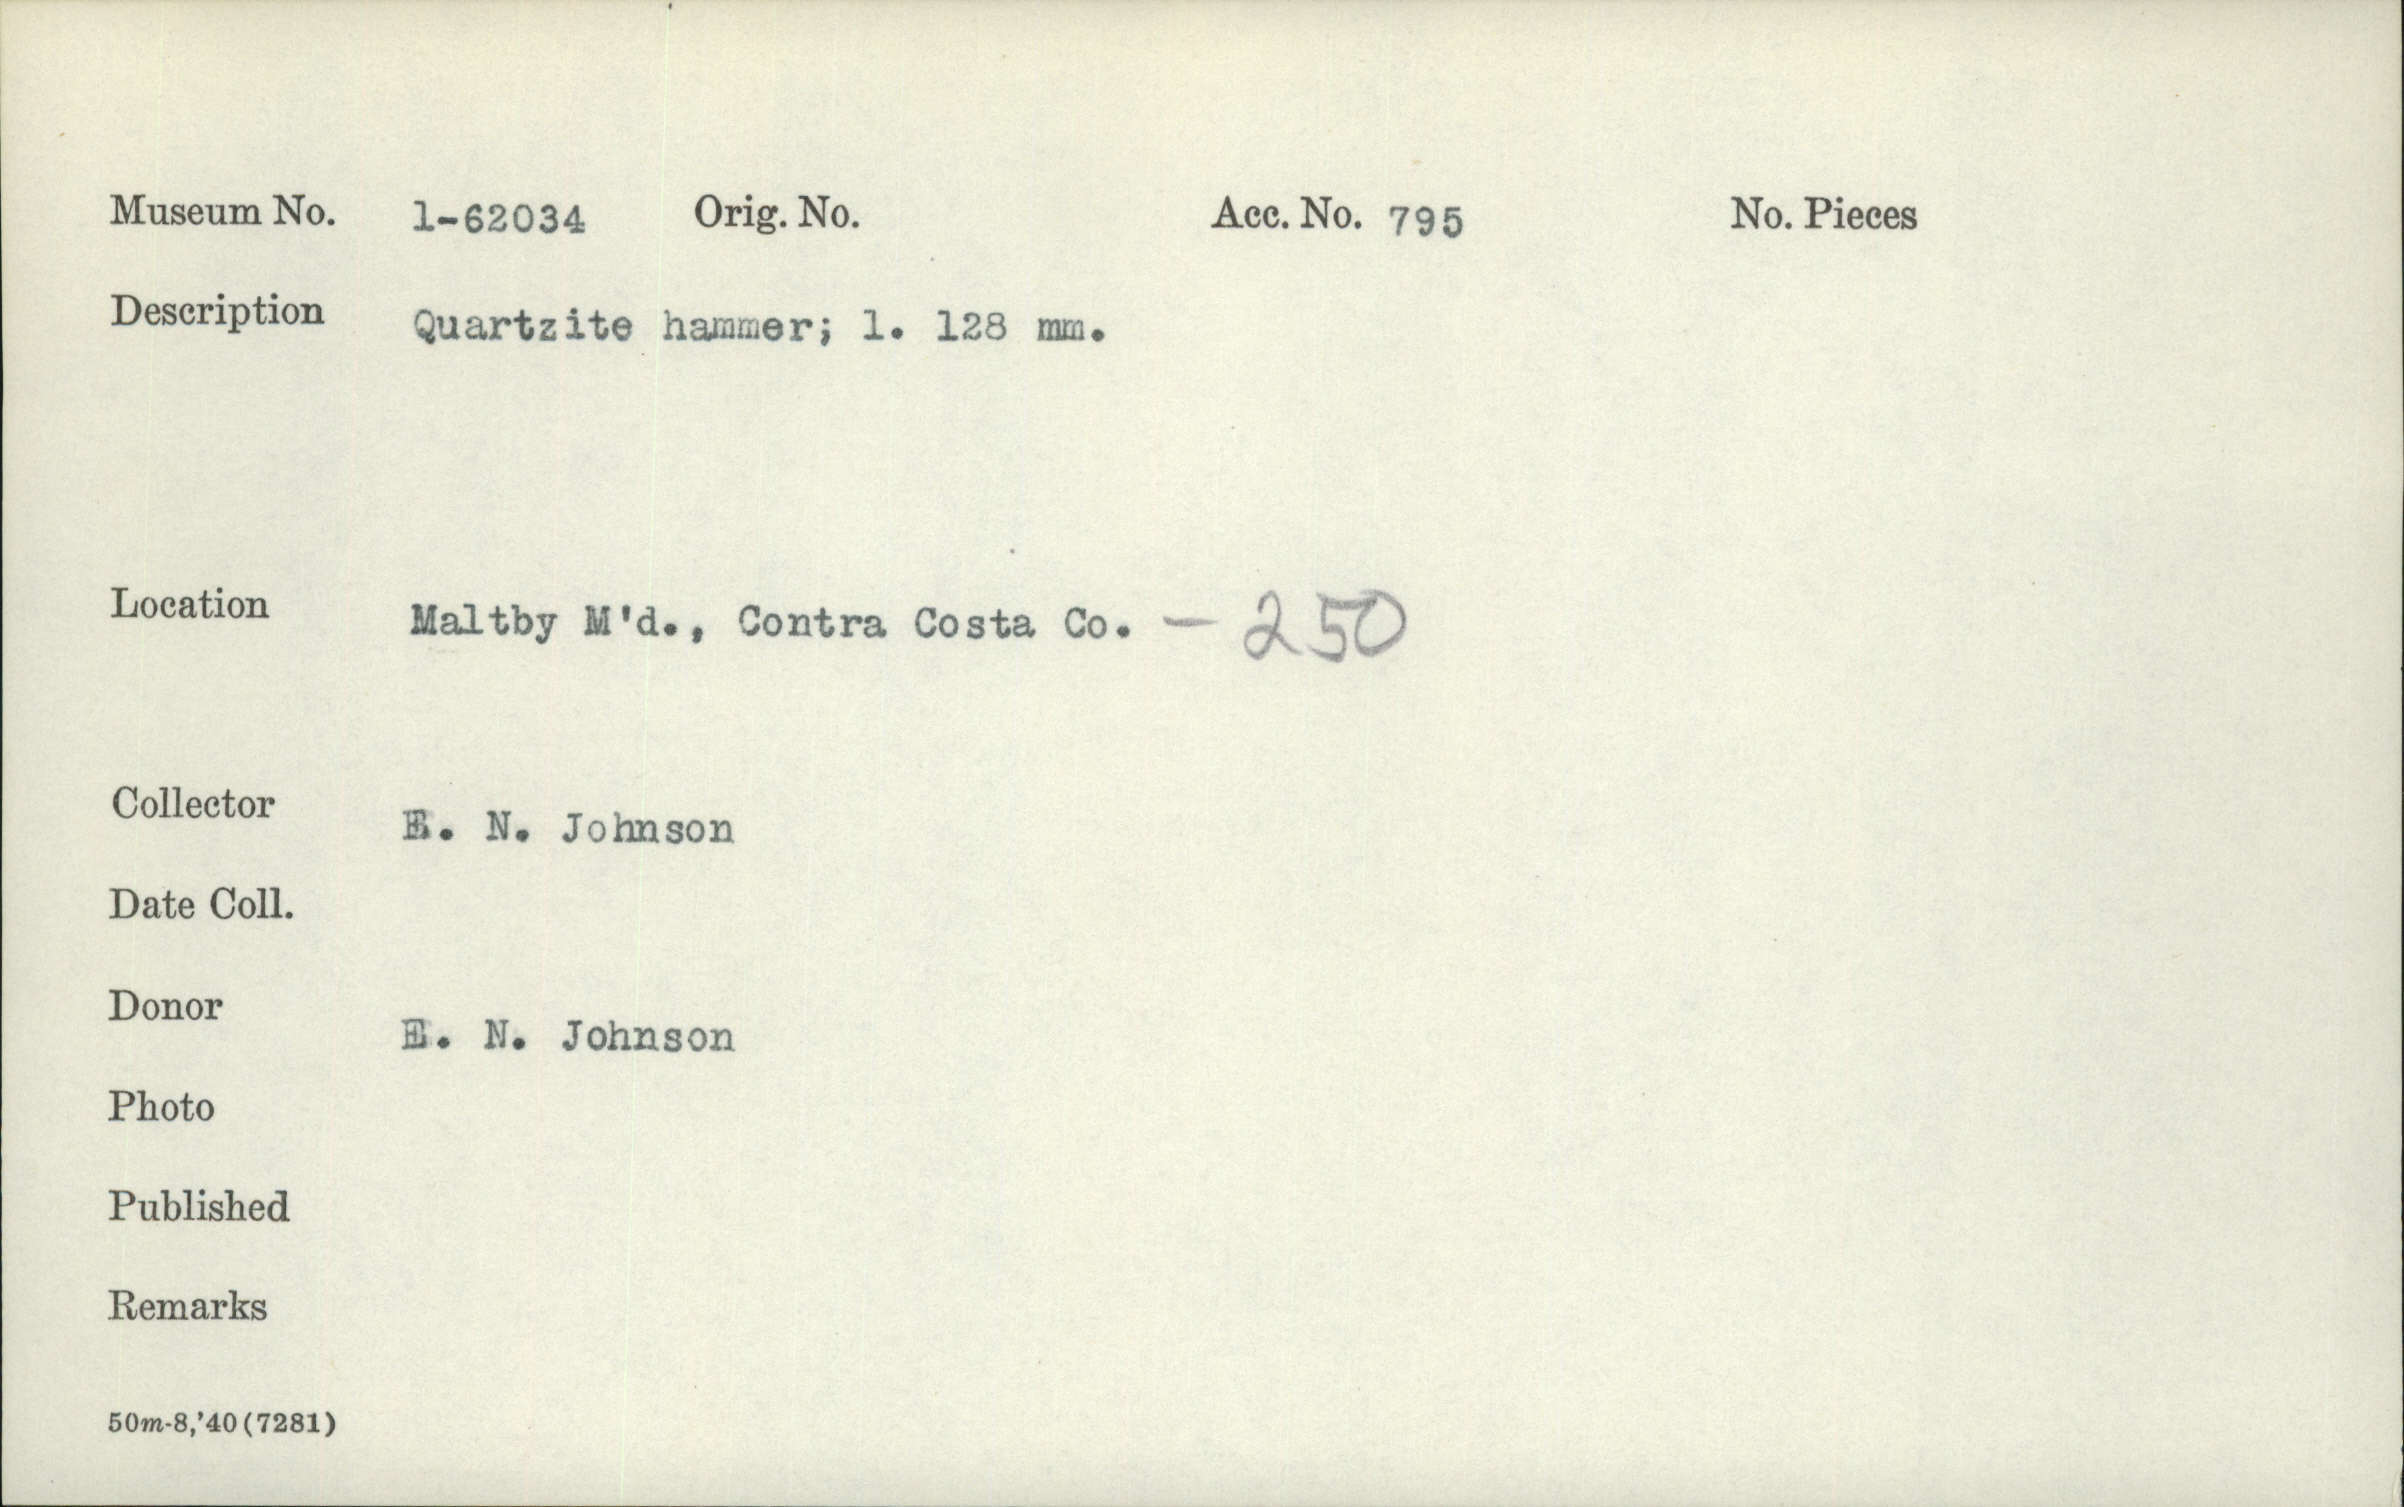 Museum No. 1-62034 Orig. No. Acc. No. 795 No. Pieces
Description Quartzite hammer; l. 128 mm.
Location Maltby M'd., Contra Costa Co. — 250
Collector E. N. Johnson
Date Coll.
Donor E. N. Johnson
Photo
Published
Remarks
50m-8,'40(7281)